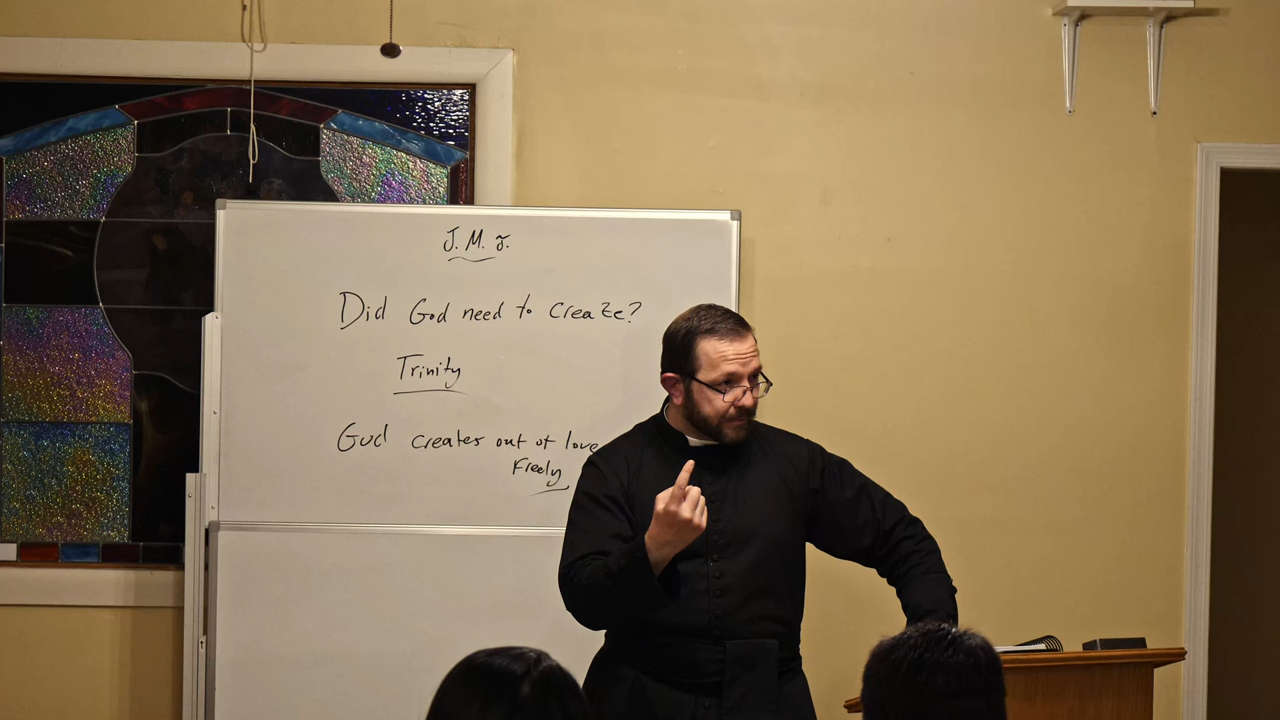 J. M. J.
Did God need to create?
Trinity
God creates out of love
Freely